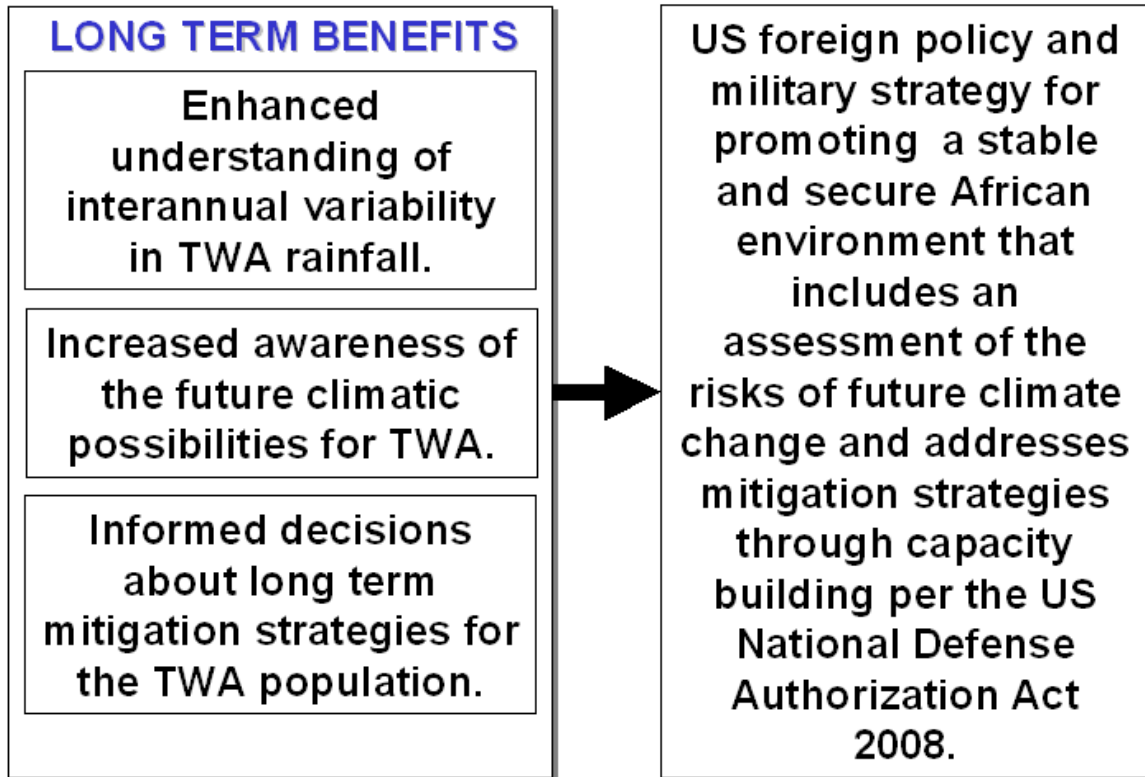 LONG TERM BENEFITS
Enhanced
understanding of
interannual variability
in TWA rainfall.
Increased awareness of
the future climatic
possibilities for TWA.
Informed decisions
about long term
mitigation strategies for
the TWA population.
US foreign policy and
military strategy for
promoting  a stable
and secure African
environment that
includes an
assessment of the
risks of future climate
change and addresses
mitigation strategies
through capacity
building per the US
National Defense
Authorization Act
2008.